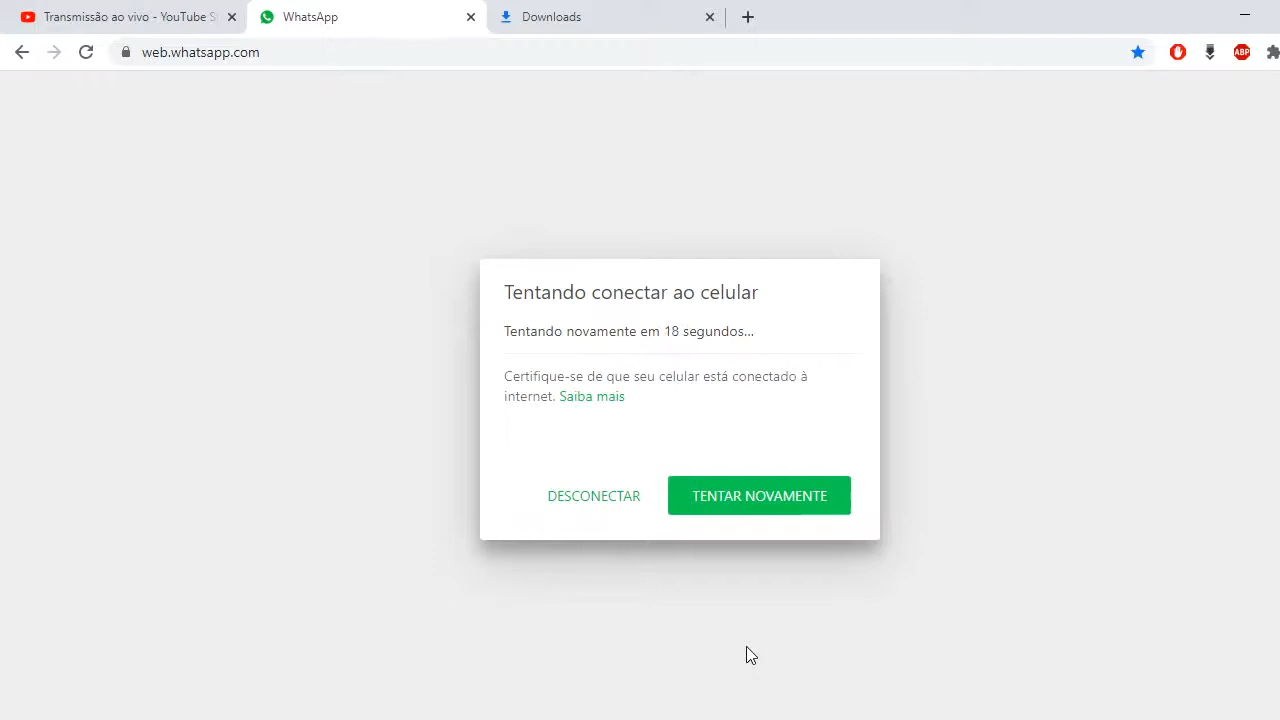 Transmissão ao vivo - YouTube S
WhatsApp
Downloads
web.whatsapp.com
ABP
Tentando conectar ao celular
Tentando novamente em 18 segundos...
Certifique-se de que seu celular está conectado à
internet. Saiba mais
DESCONECTAR
TENTAR NOVAMENTE